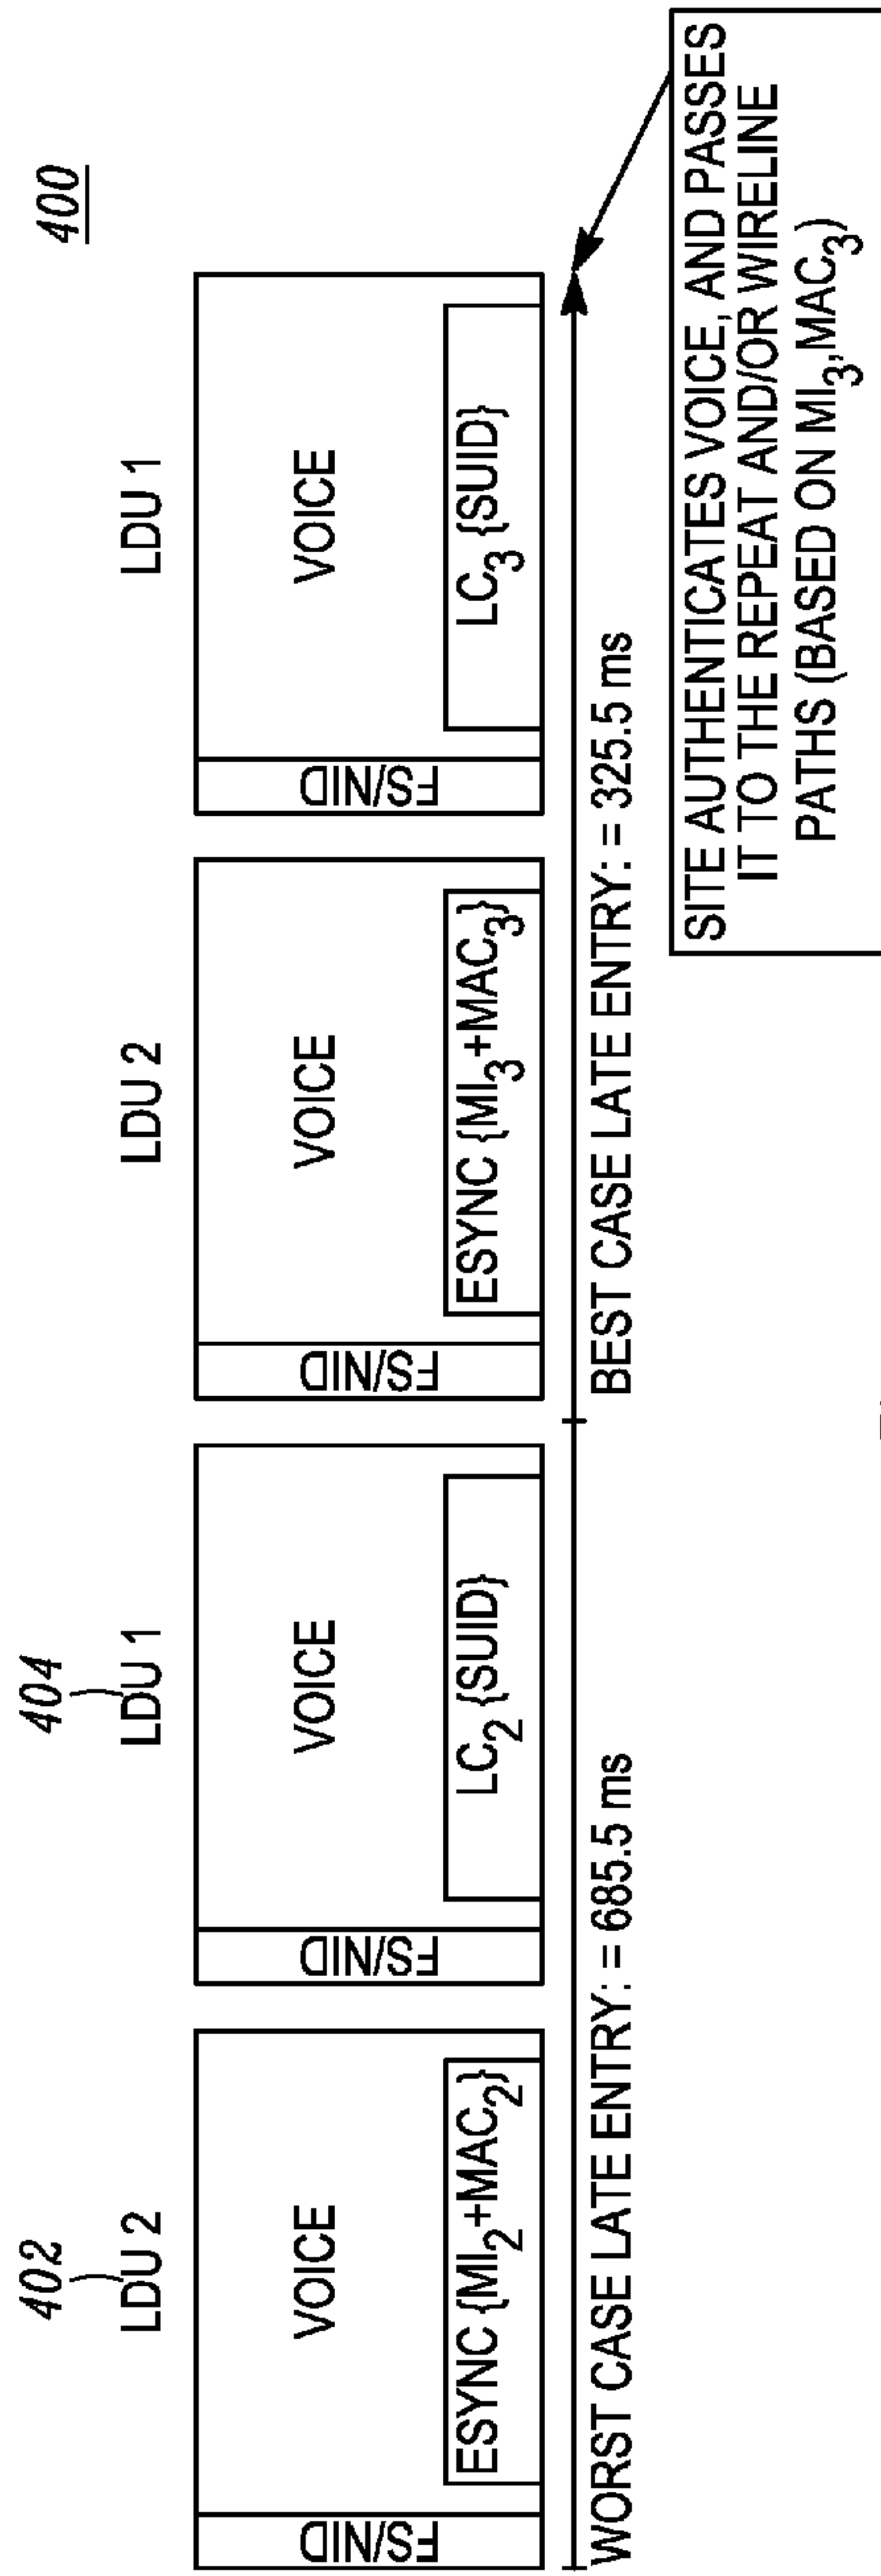 400
402
404
LDU 2
LDU 1
LDU 2
LDU 1
FS/NID
VOICE
ESYNC {MI2+MAC2}
FS/NID
VOICE
LC2 {SUID}
FS/NID
VOICE
ESYNC {MI3+MAC3}
FS/NID
VOICE
LC3 {SUID}
WORST CASE LATE ENTRY: = 685.5 ms
BEST CASE LATE ENTRY: = 325.5 ms
SITE AUTHENTICATES VOICE, AND PASSES
IT TO THE REPEAT AND/OR WIRELINE
PATHS (BASED ON MI3,MAC3)